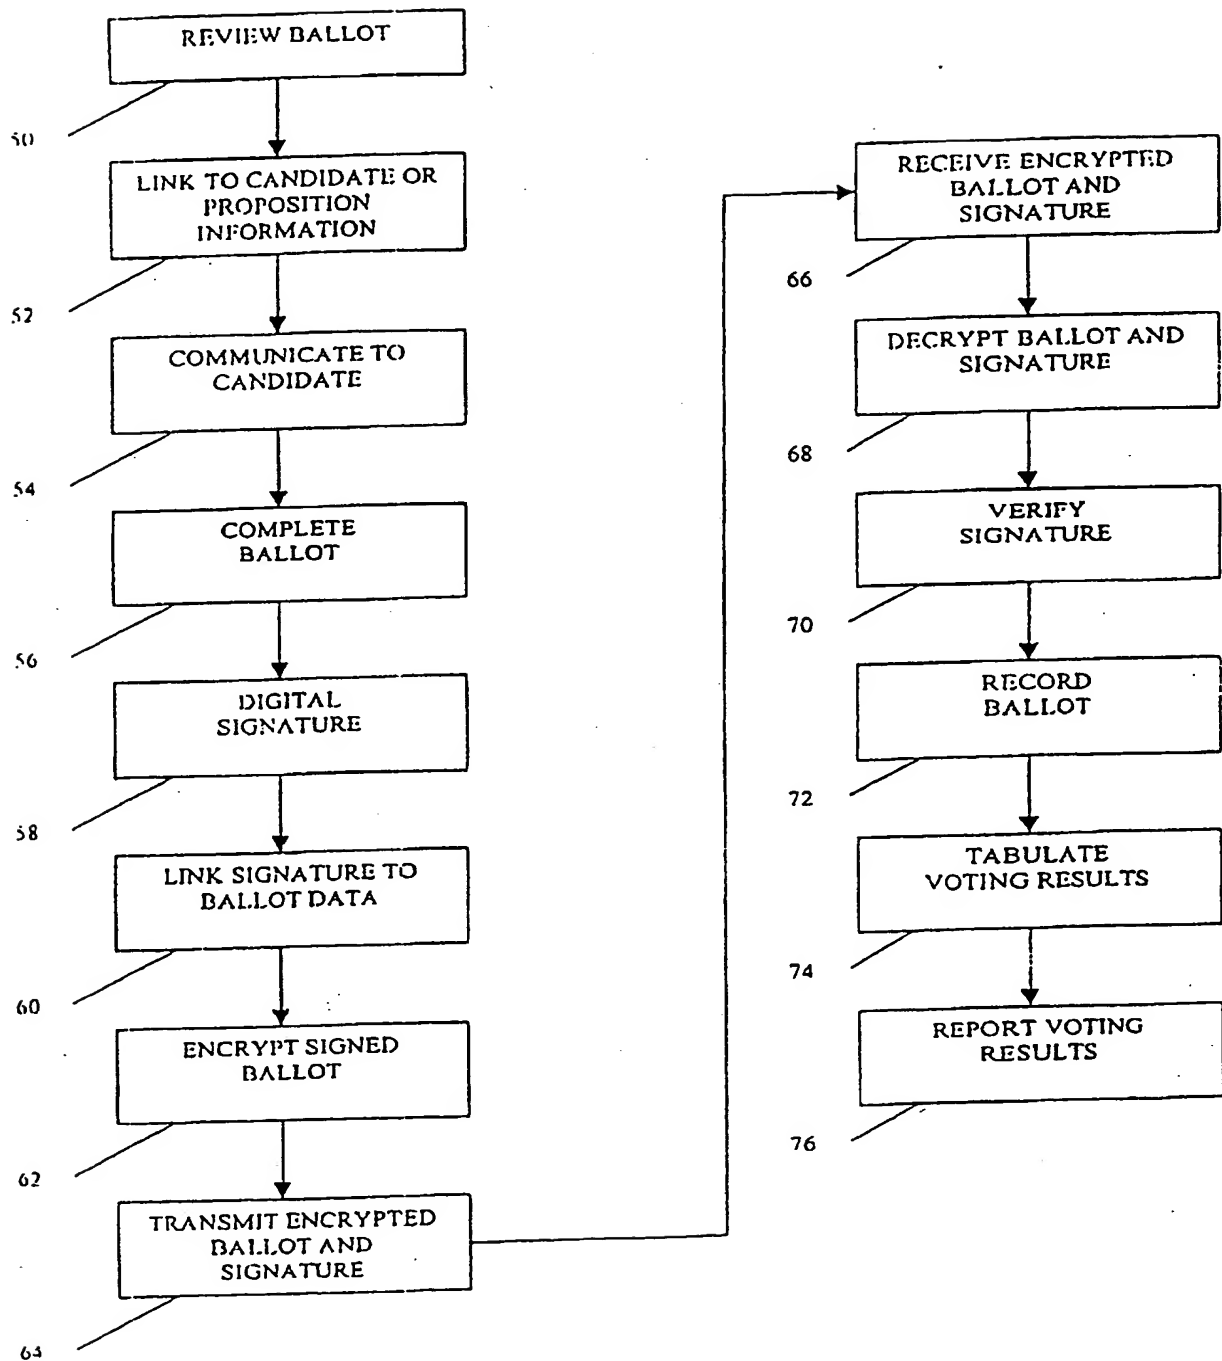 REVIEW BALLOT
50
LINK TO CANDIDATE OR
PROPOSITION
INFORMATION
52
COMMUNICATE TO
CANDIDATE
54
COMPLETE
BALLOT
56
DIGITAL
SIGNATURE
58
LINK SIGNATURE TO
BALLOT DATA
60
ENCRYPT SIGNED
BALLOT
62
TRANSMIT ENCRYPTED
BALLOT AND
SIGNATURE
64
RECEIVE ENCRYPTED
BALLOT AND
SIGNATURE
66
DECRYPT BALLOT AND
SIGNATURE
68
VERIFY
SIGNATURE
70
RECORD
BALLOT
72
TABULATE
VOTING RESULTS
74
REPORT VOTING
RESULTS
76